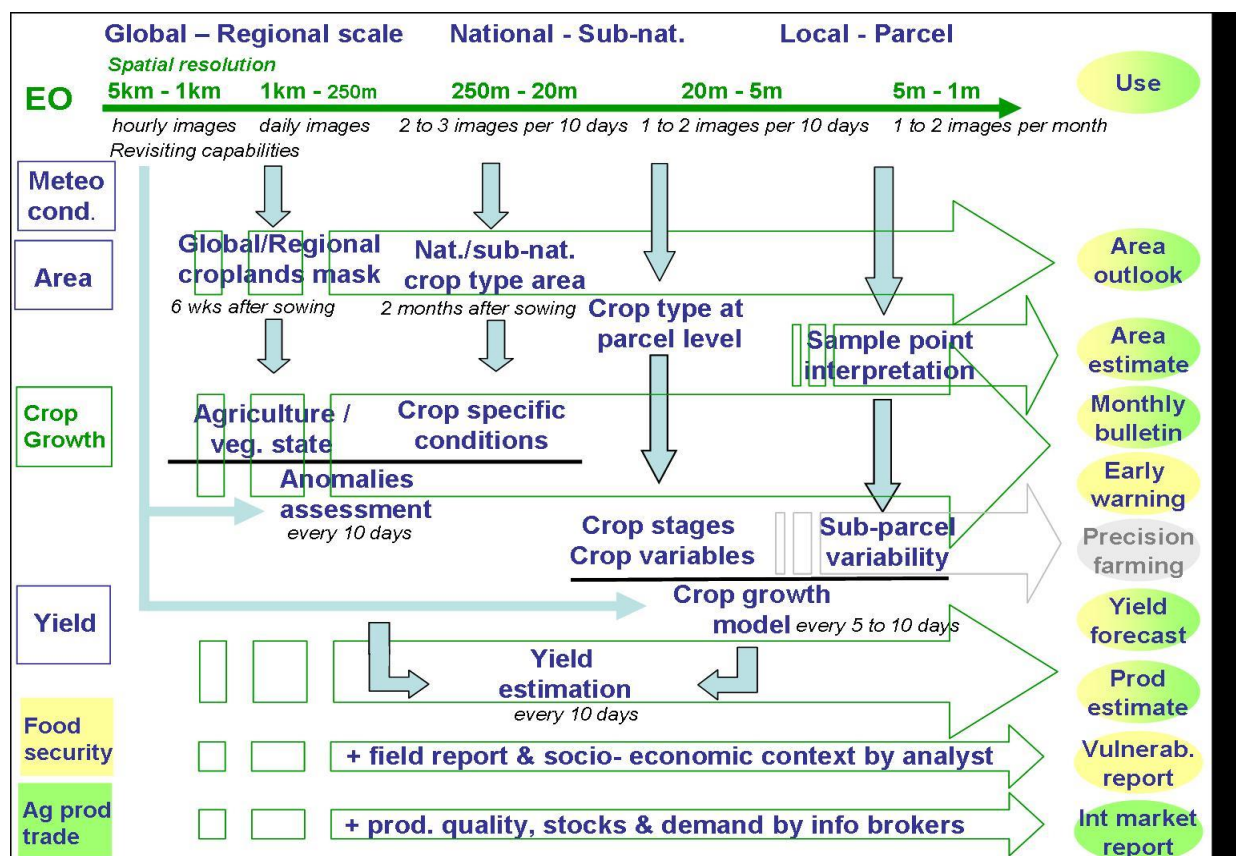 Global – Regional scale
National - Sub-nat.
Local - Parcel
Spatial resolution
EO
5km - 1km
1km - 250m
250m - 20m
20m - 5m
5m - 1m
Use
hourly images
daily images
2 to 3 images per 10 days
1 to 2 images per 10 days
1 to 2 images per month
Revisiting capabilities
Meteo
cond.
Area
Global/Regional
croplands mask
6 wks after sowing
Nat./sub-nat.
crop type area
2 months after sowing
Crop type at
parcel level
Sample point
interpretation
Area
outlook
Area
estimate
Crop
Growth
Agriculture /
veg. state
Crop specific
conditions
Monthly
bulletin
Anomalies
assessment
every 10 days
Early
warning
Crop stages
Crop variables
Sub-parcel
variability
Precision
farming
Yield
Crop growth
model every 5 to 10 days
Yield
forecast
Yield
estimation
every 10 days
Prod
estimate
Food
security
+ field report & socio- economic context by analyst
Vulnerab.
report
Ag prod
trade
+ prod. quality, stocks & demand by info brokers
Int market
report